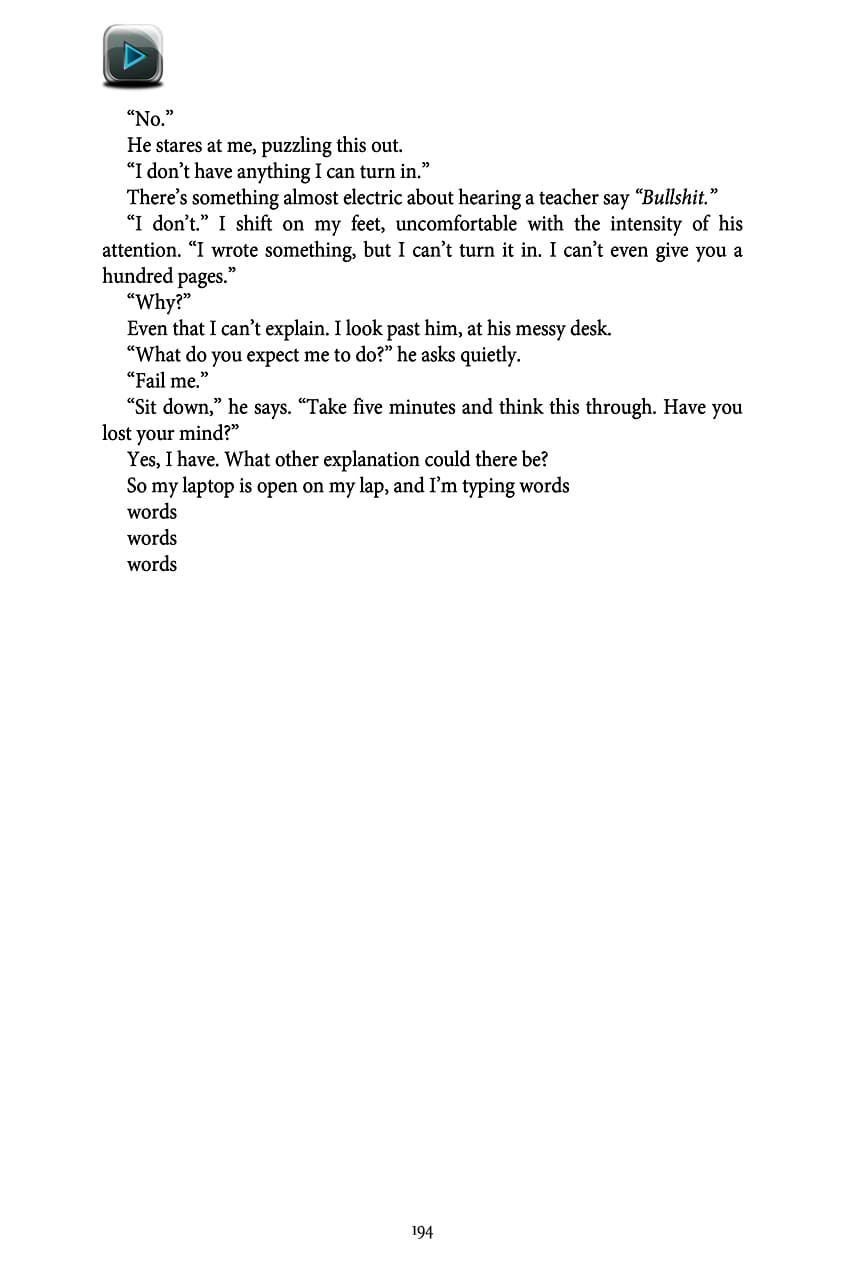 “No.”
He stares at me, puzzling this out.
“I don’t have anything I can turn in.”
There’s something almost electric about hearing a teacher say “Bullshit.”
“I don’t.” I shift on my feet, uncomfortable with the intensity of his
attention. “I wrote something, but I can’t turn it in. I can’t even give you a
hundred pages.”
“Why?”
Even that I can’t explain. I look past him, at his messy desk.
“What do you expect me to do?” he asks quietly.
“Fail me.”
“Sit down,” he says. “Take five minutes and think this through. Have you
lost your mind?”
Yes, I have. What other explanation could there be?
So my laptop is open on my lap, and I’m typing words
words
words
words
194